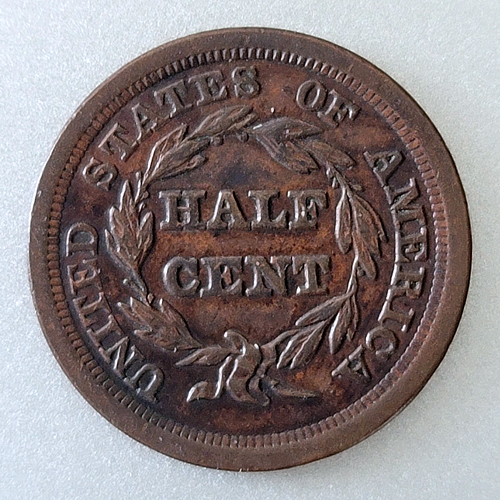 UNITED STATES OF AMERICA
HALF
CENT